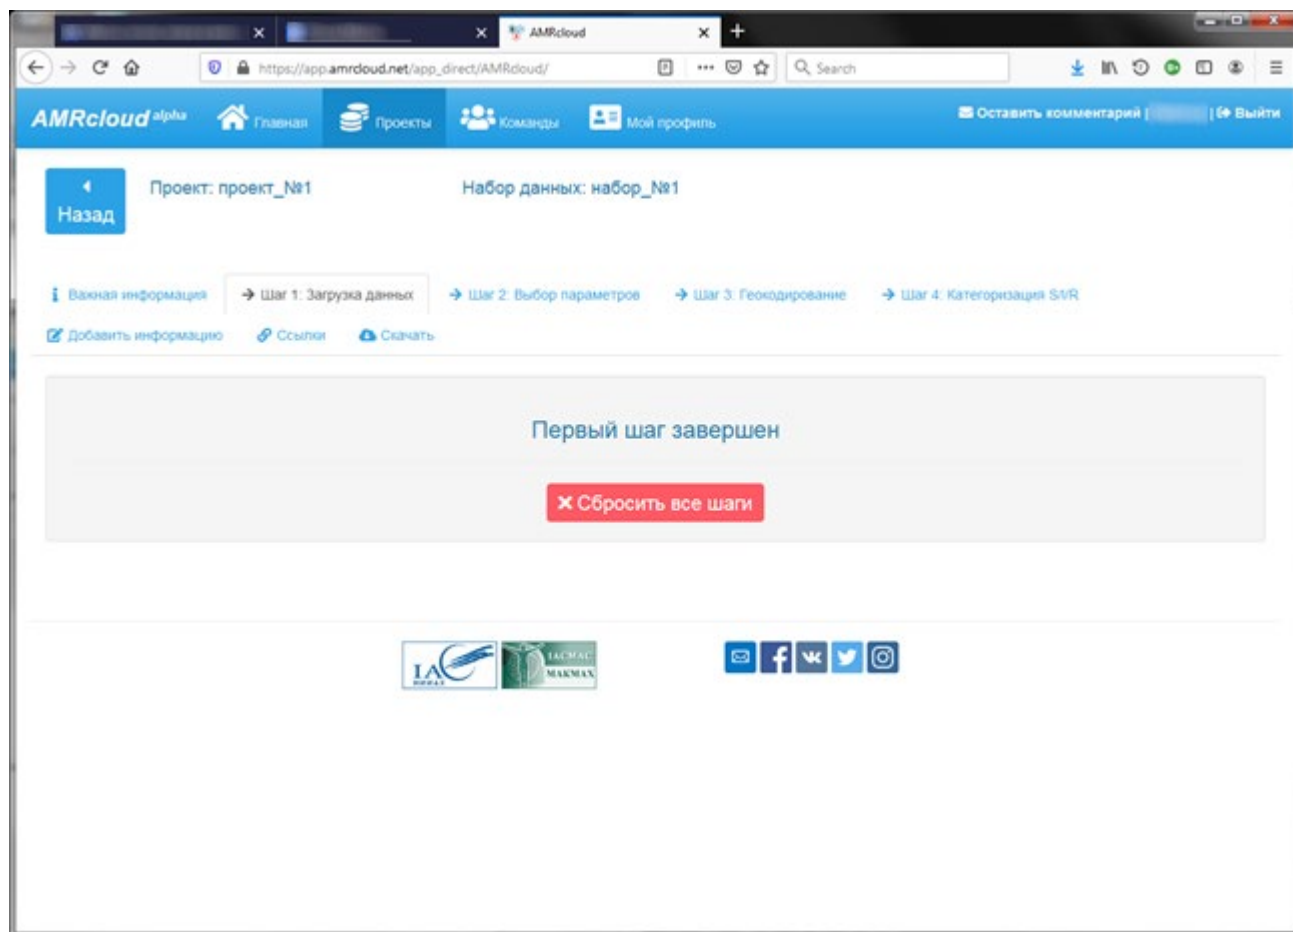 AMRcloud
https://app.amrcloud.net/app_direct/AMRcloud/
Search
AMRcloud alpha Главная Проекты Команды Мой профиль Оставить комментарий | | Выйти
Назад Проект: проект_№1 Набор данных: набор_№1
Важная информация Шаг 1: Загрузка данных Шаг 2: Выбор параметров Шаг 3: Геокодирование Шаг 4: Категоризация S/I/R
Добавить информацию Ссылки Скачать
Первый шаг завершен
Сбросить все шаги
IACMAC
МАКМАХ